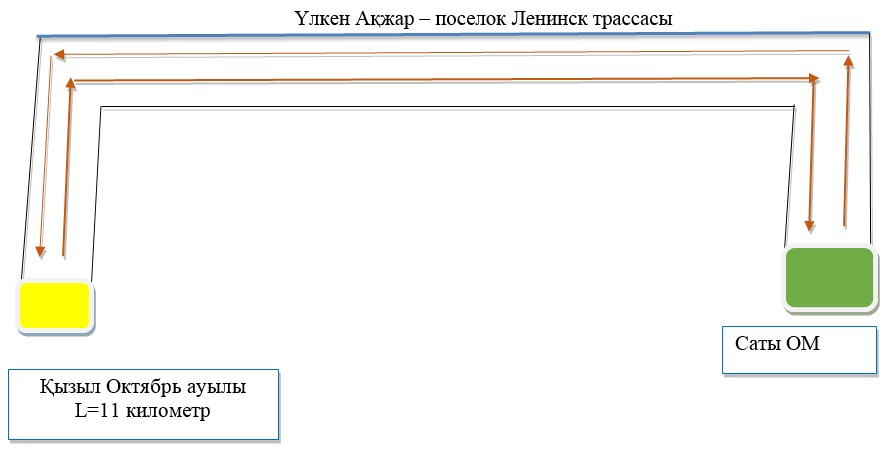 Үлкен Ақжар – поселок Ленинск трассасы
Саты ОМ
Қызыл Октябрь ауылы
L=11 километр